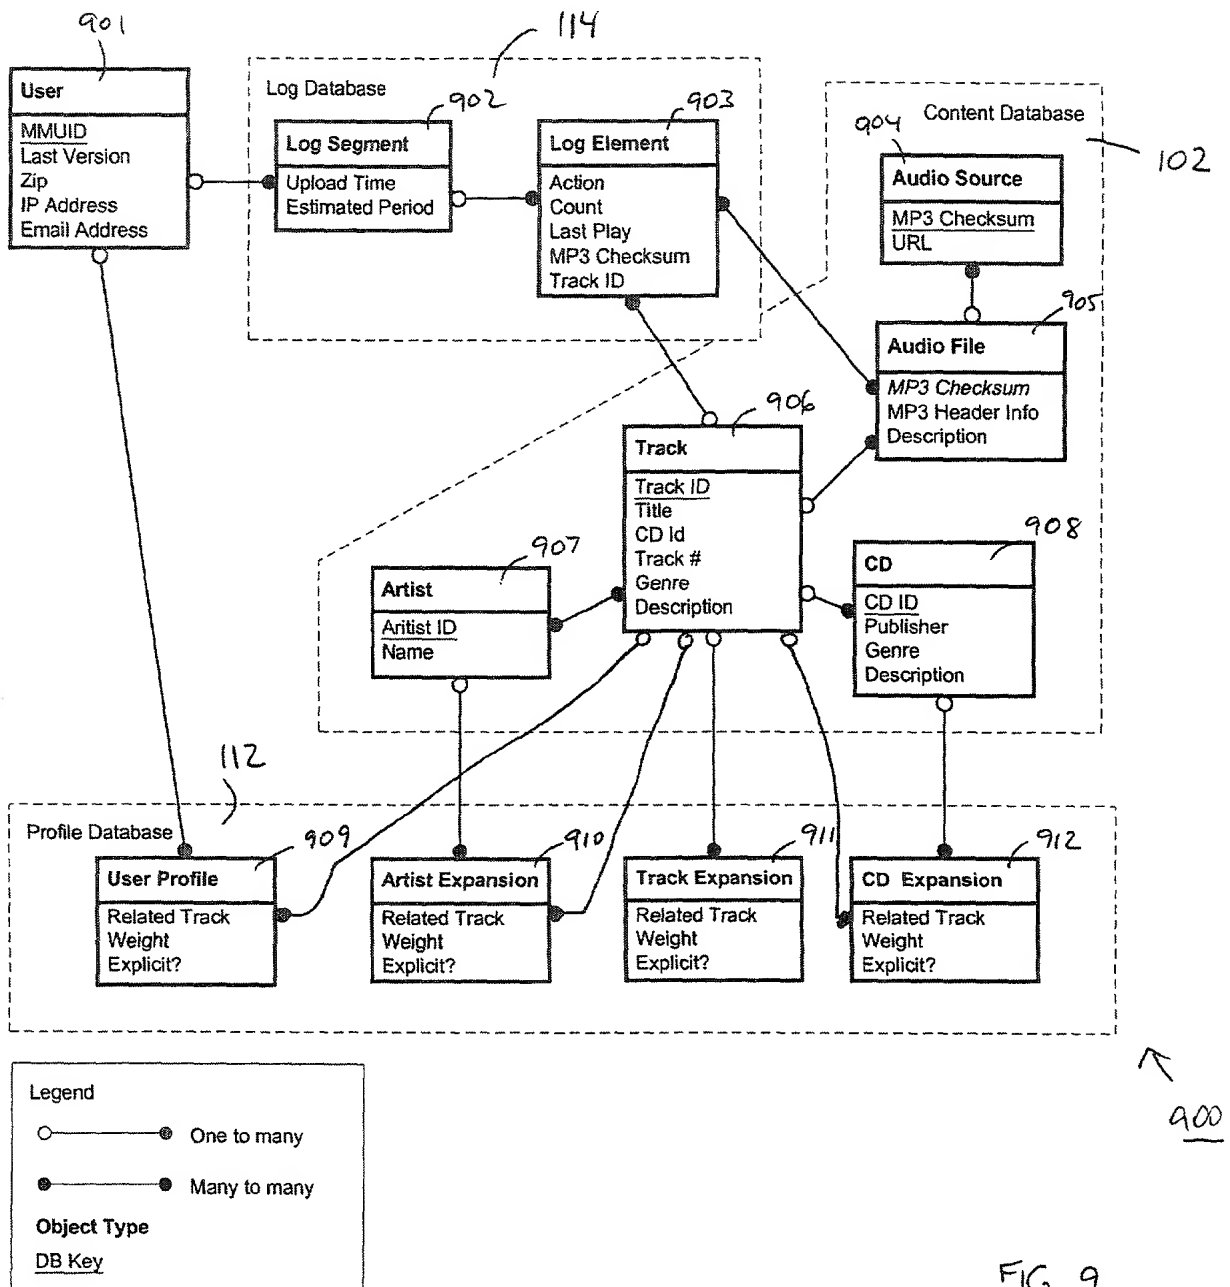 901
114
User
MMUID
Last Version
Zip
IP Address
Email Address
Log Database
902
Log Segment
Upload Time
Estimated Period
903
Log Element
Action
Count
Last Play
MP3 Checksum
Track ID
Content Database
102
904
Audio Source
MP3 Checksum
URL
905
Audio File
MP3 Checksum
MP3 Header Info
Description
906
Track
Track ID
Title
CD Id
Track #
Genre
Description
907
Artist
Aritist ID
Name
908
CD
CD ID
Publisher
Genre
Description
112
Profile Database
909
User Profile
Related Track
Weight
Explicit?
910
Artist Expansion
Related Track
Weight
Explicit?
911
Track Expansion
Related Track
Weight
Explicit?
912
CD Expansion
Related Track
Weight
Explicit?
900
Legend
One to many
Many to many
Object Type
DB Key
FIG. 9